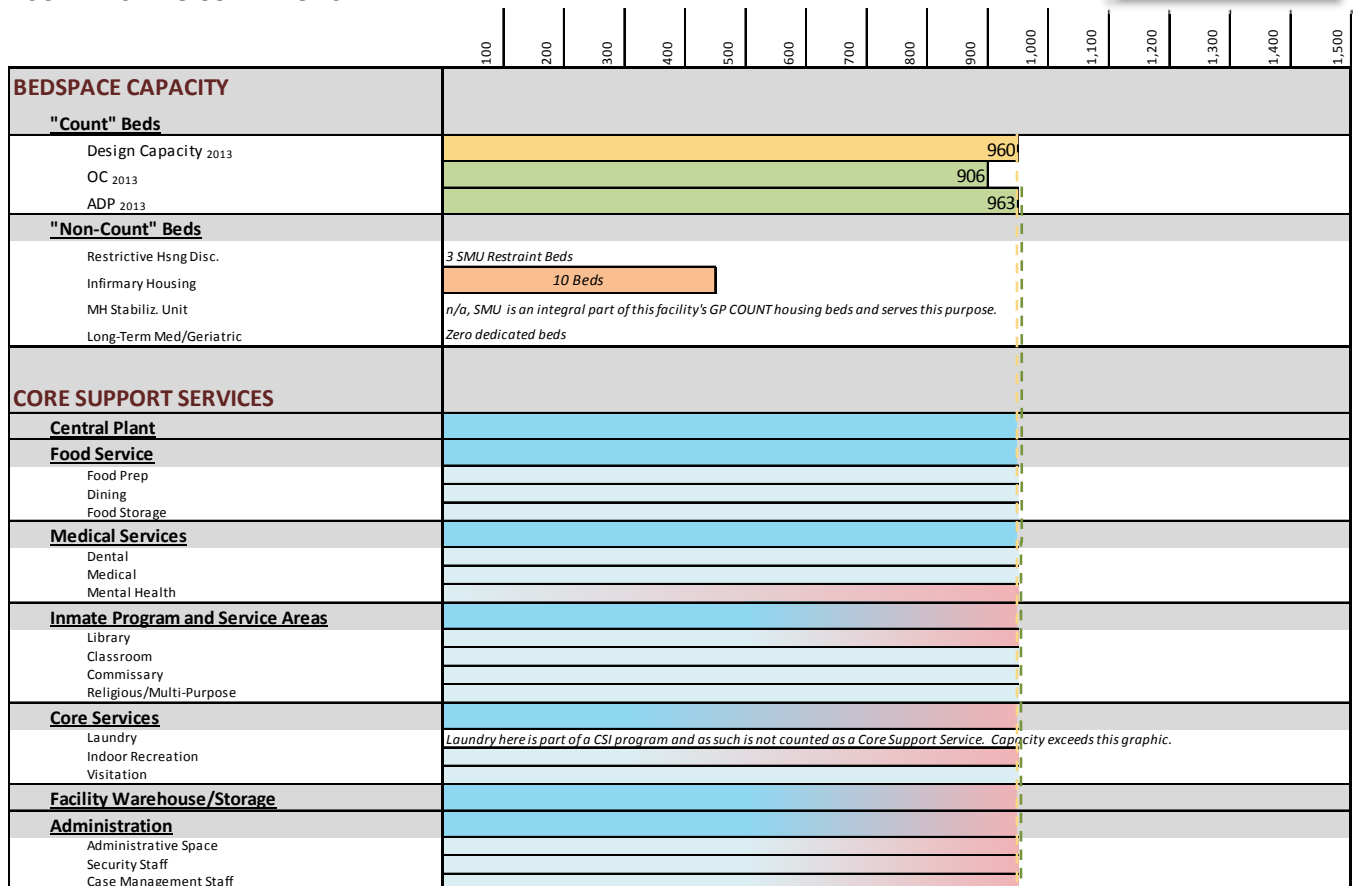 100 200 300 400 500 600 700 800 900 1,000 1,100 1,200 1,300 1,400 1,500
BEDSPACE CAPACITY
"Count" Beds
Design Capacity 2013 960
OC 2013 906
ADP 2013 963
"Non-Count" Beds
Restrictive Hsng Disc. 3 SMU Restraint Beds
Infirmary Housing 10 Beds
MH Stabiliz. Unit n/a, SMU is an integral part of this facility's GP COUNT housing beds and serves this purpose.
Long-Term Med/Geriatric Zero dedicated beds
CORE SUPPORT SERVICES
Central Plant
Food Service
Food Prep
Dining
Food Storage
Medical Services
Dental
Medical
Mental Health
Inmate Program and Service Areas
Library
Classroom
Commissary
Religious/Multi-Purpose
Core Services
Laundry Laundry here is part of a CSI program and as such is not counted as a Core Support Service. Capacity exceeds this graphic.
Indoor Recreation
Visitation
Facility Warehouse/Storage
Administration
Administrative Space
Security Staff
Case Management Staff